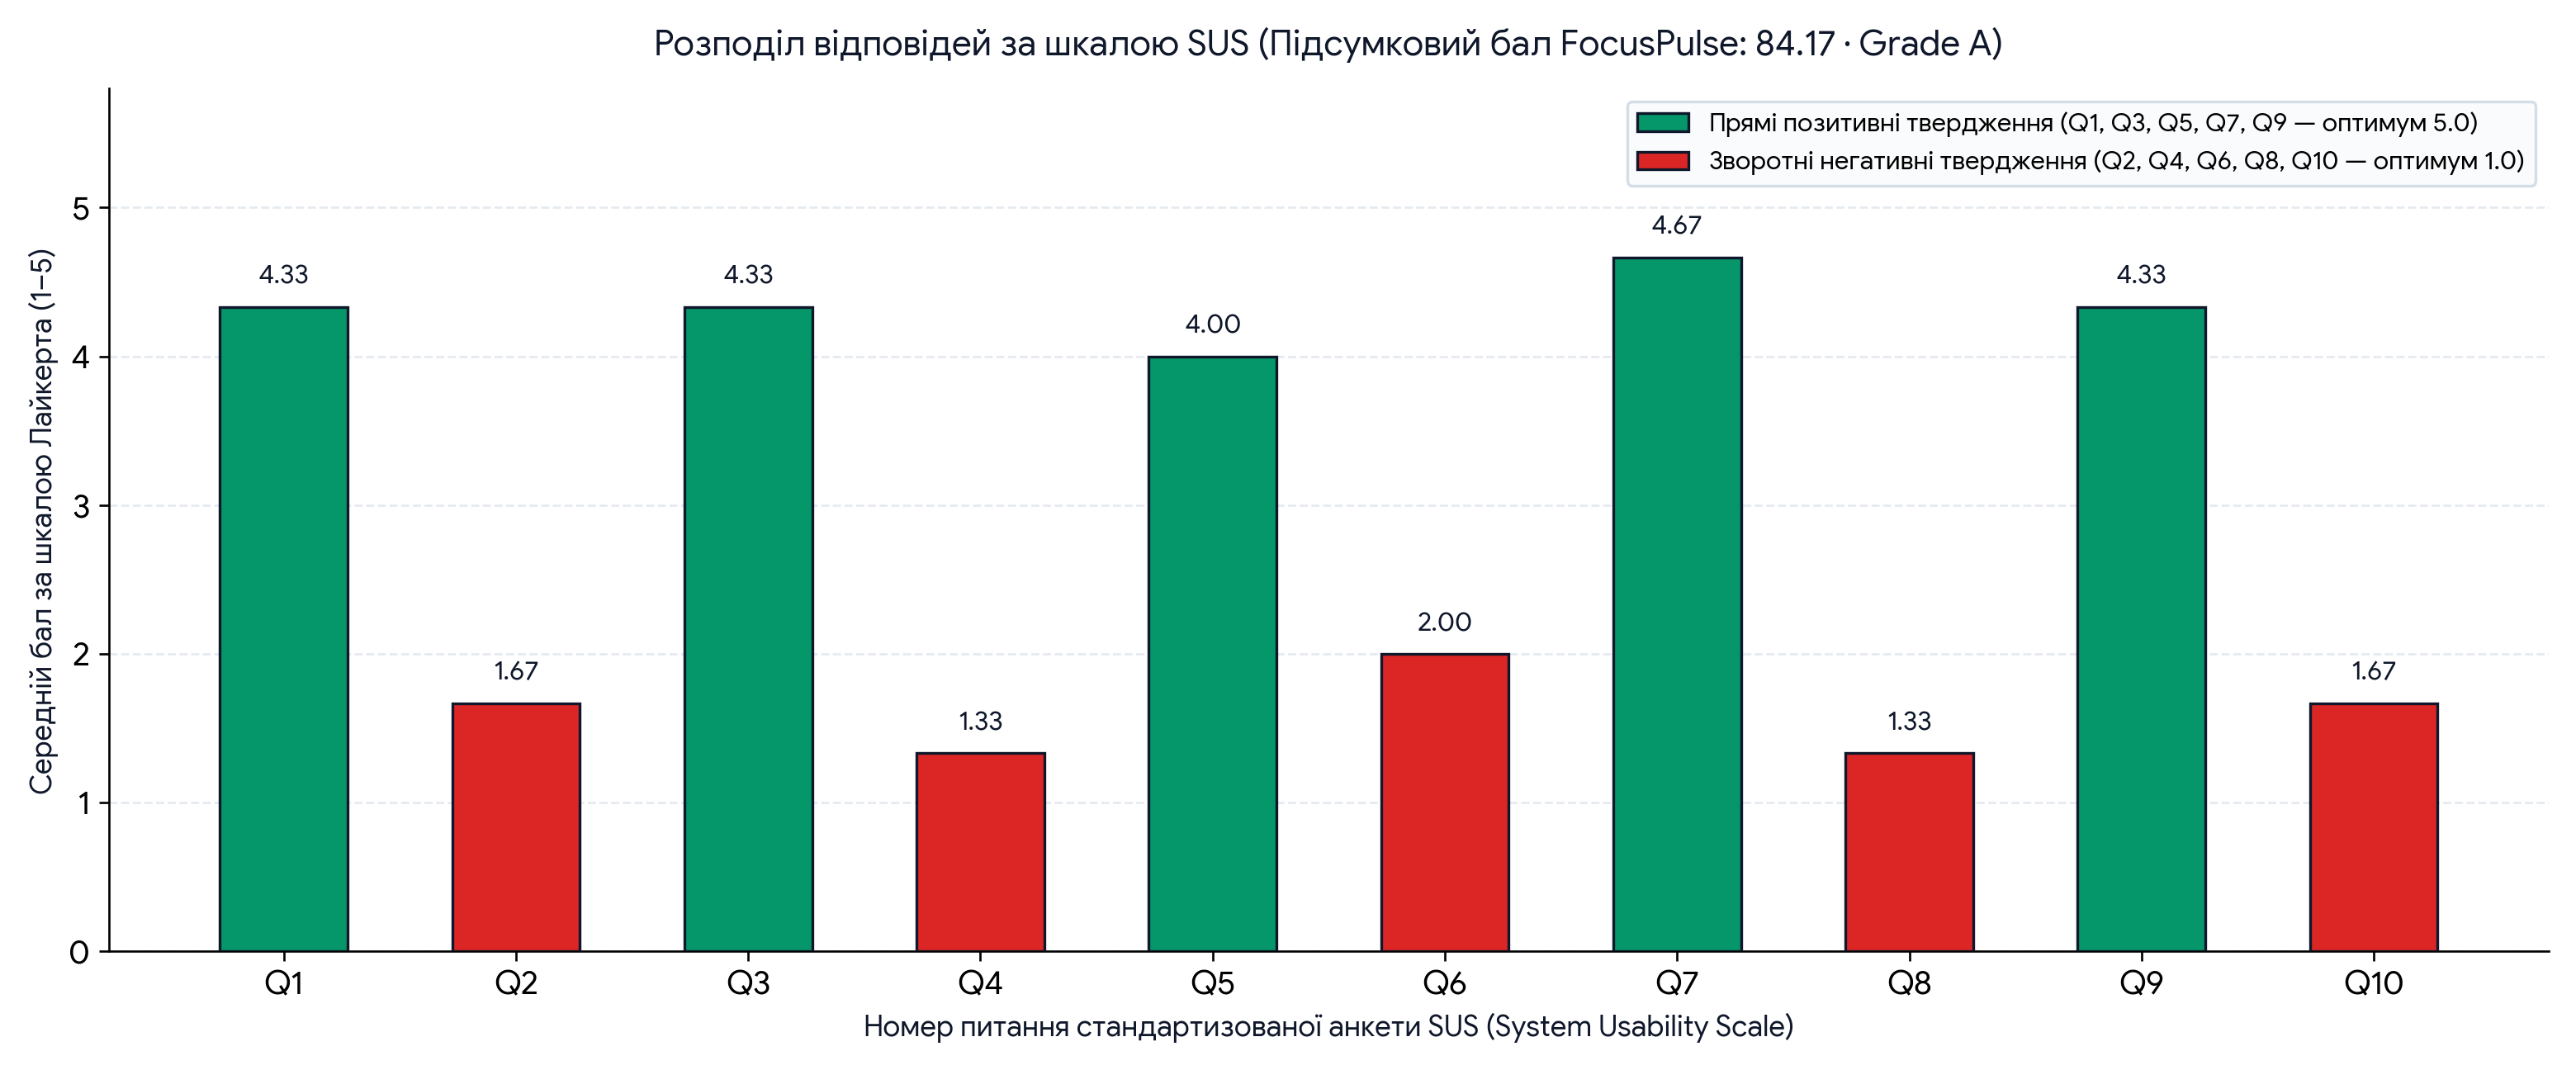 Розподіл відповідей за шкалою SUS (Підсумковий бал FocusPulse: 84.17 · Grade A)
Прямі позитивні твердження (Q1, Q3, Q5, Q7, Q9 — оптимум 5.0)
Зворотні негативні твердження (Q2, Q4, Q6, Q8, Q10 — оптимум 1.0)
Середній бал за шкалою Лайкерта (1–5)
5
4
3
2
1
0
4.33
1.67
4.33
1.33
4.00
2.00
4.67
1.33
4.33
1.67
Q1 Q2 Q3 Q4 Q5 Q6 Q7 Q8 Q9 Q10
Номер питання стандартизованої анкети SUS (System Usability Scale)